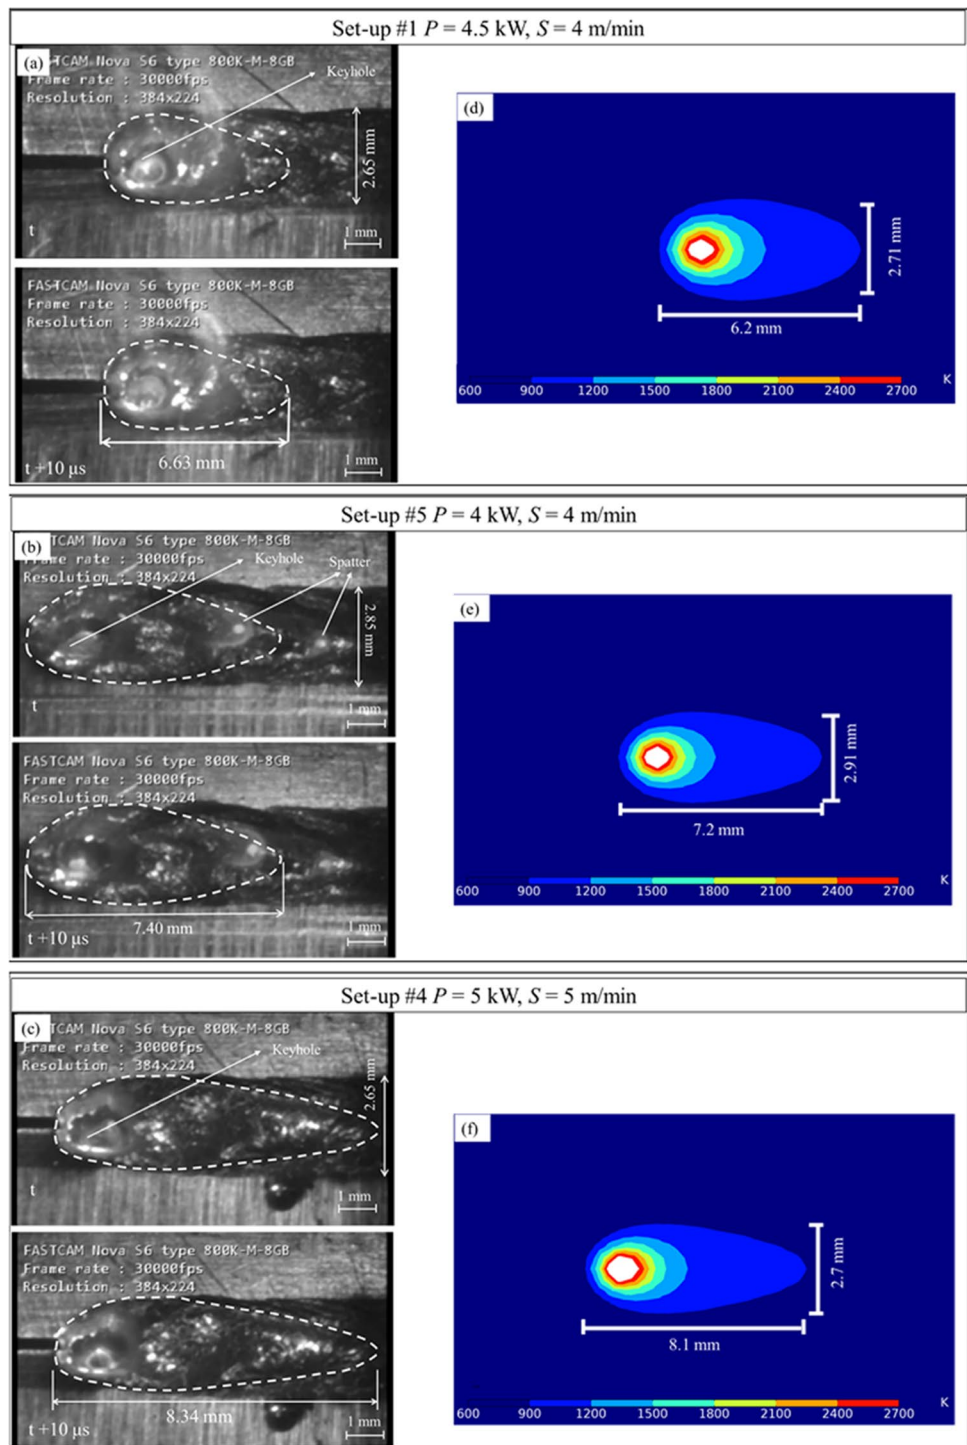 Set-up #1 P = 4.5 kW, S = 4 m/min
(a)
FASTCAM Nova S6 type 800K-M-8GB
Frame rate : 30000fps
Resolution : 384x224
Keyhole
2.65 mm
t
1 mm
FASTCAM Nova S6 type 800K-M-8GB
Frame rate : 30000fps
Resolution : 384x224
6.63 mm
t +10 µs
1 mm
(d)
2.71 mm
6.2 mm
600 900 1200 1500 1800 2100 2400 2700 K
Set-up #5 P = 4 kW, S = 4 m/min
(b)
TCAM Nova S6 type 800K-M-8GB
Frame rate : 30000fps
Resolution : 384x224
Keyhole
Spatter
2.85 mm
t
1 mm
FASTCAM Nova S6 type 800K-M-8GB
Frame rate : 30000fps
Resolution : 384x224
7.40 mm
t +10 µs
1 mm
(e)
2.91 mm
7.2 mm
600 900 1200 1500 1800 2100 2400 2700 K
Set-up #4 P = 5 kW, S = 5 m/min
(c)
TCAM Nova S6 type 800K-M-8GB
Frame rate : 30000fps
Resolution : 384x224
Keyhole
2.65 mm
t
1 mm
FASTCAM Nova S6 type 800K-M-8GB
Frame rate : 30000fps
Resolution : 384x224
8.34 mm
t +10 µs
1 mm
(f)
2.7 mm
8.1 mm
600 900 1200 1500 1800 2100 2400 2700 K